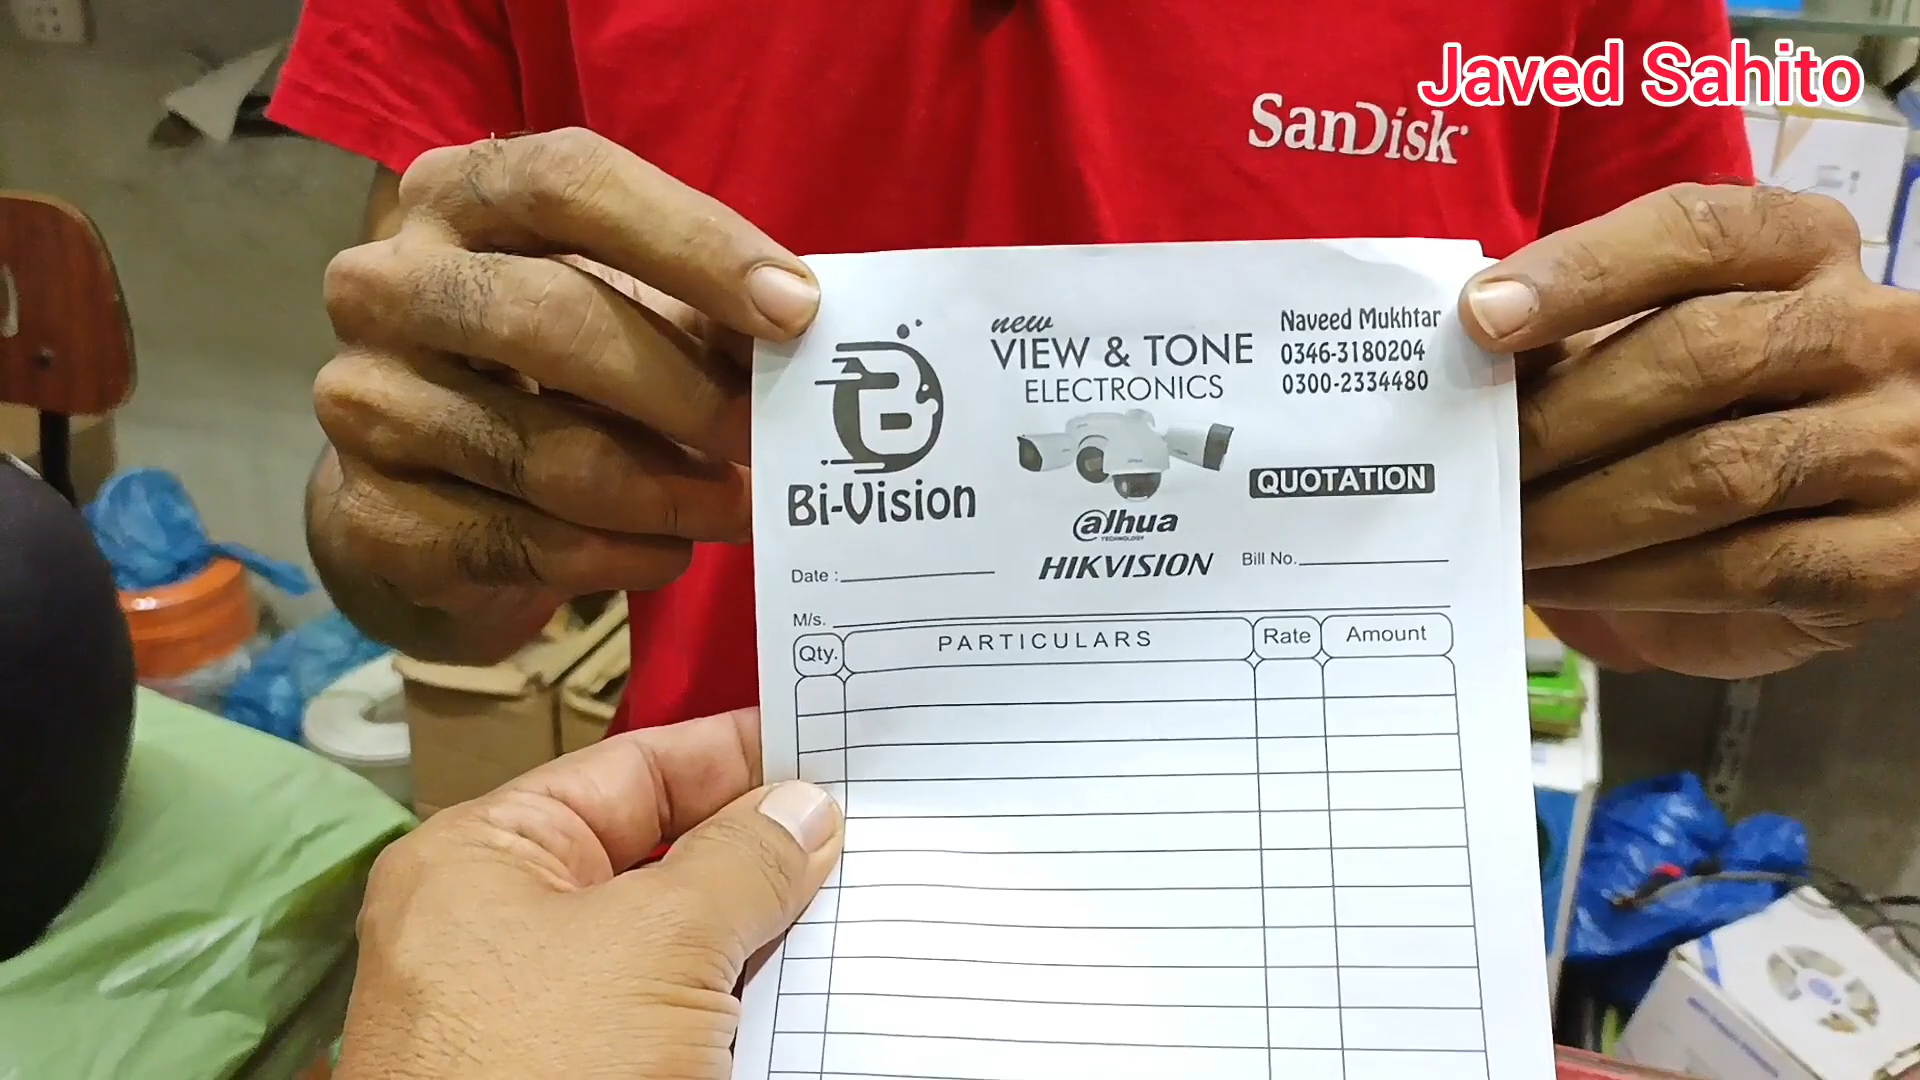 Javed Sahito
SanDisk
new
VIEW & TONE
ELECTRONICS
Naveed Mukhtar
0346-3180204
0300-2334480
B
Bi-Vision
QUOTATION
alhua
TECHNOLOGY
HIKVISION
Date :
Bill No.
M/s.
Qty. PARTICULARS Rate Amount